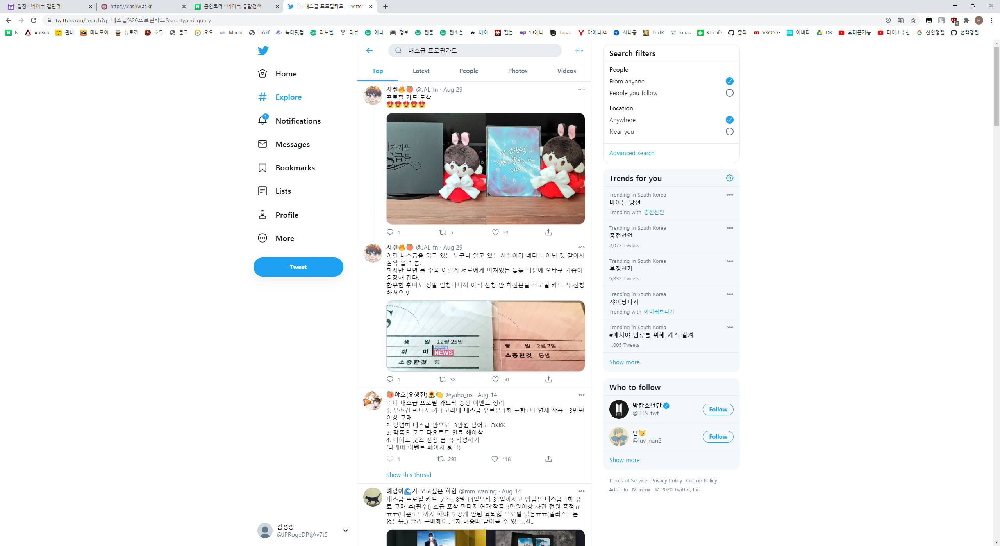 일정 : 네이버 캘린더
https://klas.kw.ac.kr
공인코더 : 네이버 통합검색
(1) 내스급 프로필카드 - Twitter
twitter.com/search?q=내스급%20프로필카드&src=typed_query
4
H
N
Ani365
펀비
마나모아
뉴토끼
호두
툰코
오오
Moeni
linkkf
늑대닷컴
라노벨
리뷰
애니
정보
웹툰
웹소설
베이
헬븐
19애니
Tapas
야애니24
시나공
TextR
keras
KITcafe
졸작
VSCODE
아비터
DB
휴대폰기능
다이소추천
삽입정렬
선택정렬
Home
Explore
1
Notifications
Messages
Bookmarks
Lists
Profile
More
Tweet
김성종
@JPRogeDPtjAv7t5
내스급 프로필카드
Top
Latest
People
Photos
Videos
자렌🔥🍑 @JAL_fn · Aug 29
프로필 카드 도착
😍😍😍😍😍
가 키운
S급들
야, 소원석
시간을 돌리는 건
되냐?
1
5
23
자렌🔥🍑 @JAL_fn · Aug 29
이건 내스급을 읽고 있는 누구나 알고 있는 사실이라 네타는 아닌 것 같아서
살짝 올려 봄.
하지만 보면 볼 수록 이렇게 서로에게 미쳐있는 늏늊 덕분에 오타쿠 가슴이
웅장해 진다.
한유현 취미도 정말 엄청나니까 아직 신청 안 하신분들 프로필 카드 꼭 신청
하셔요 9
생 일 12월 25일
취 미 Breaking NEWS
소중한것 형
생 일 2월 7일
소중한것 동생
1
38
50
🍑야호{유행진}🌻🍋 @yaho_ns · Aug 14
리디 내스급 프로필 카드팩 증정 이벤트 정리
1. 무조건 판타지 카테고리내 내스급 유료분 1화 포함+타 연재 작품= 3만원
이상 구매
2. 당연히 내스급 만으로 3만원 넘어도 OKKK
3. 작품은 모두 다운로드 완료 해야함
4. 다하고 굿즈 신청 폼 꼭 작성하기
(타래에 이벤트 페이지 링크)
1
293
118
Show this thread
예림이🌊가 보고싶은 하현 @mm_waning · Aug 14
내스급 프로필 카드 굿즈.. 8월 14일부터 31일까지고 방법은 내스급 1화 유
료 구매 후(필수!) 스급 포함 판타지'연재'작품 3만원이상 사면 전원 증정ㅠ
ㅠㅠ(다운로드까지 해야..!) 공개 안된 프로필 있음ㅠㅠ(일러스트는
없는듯..) 빨리 구매해야.. 1차 배송때 받아볼 수 있는..것...
Search filters
People
From anyone
People you follow
Location
Anywhere
Near you
Advanced search
Trends for you
Trending in South Korea
바이든 당선
Trending with 종전선언
Trending in South Korea
종전선언
2,077 Tweets
Trending in South Korea
부정선거
5,832 Tweets
Trending in South Korea
샤이닝니키
Trending with 아이러브니키
Trending in South Korea
#패치야_인류를_위해_키스_갈겨
1,005 Tweets
Show more
Who to follow
BTS
방탄소년단
@BTS_twt
Follow
난🐱
@luv_nan2
Follow
Show more
Terms of Service Privacy Policy Cookie Policy
Ads info More © 2020 Twitter, Inc.